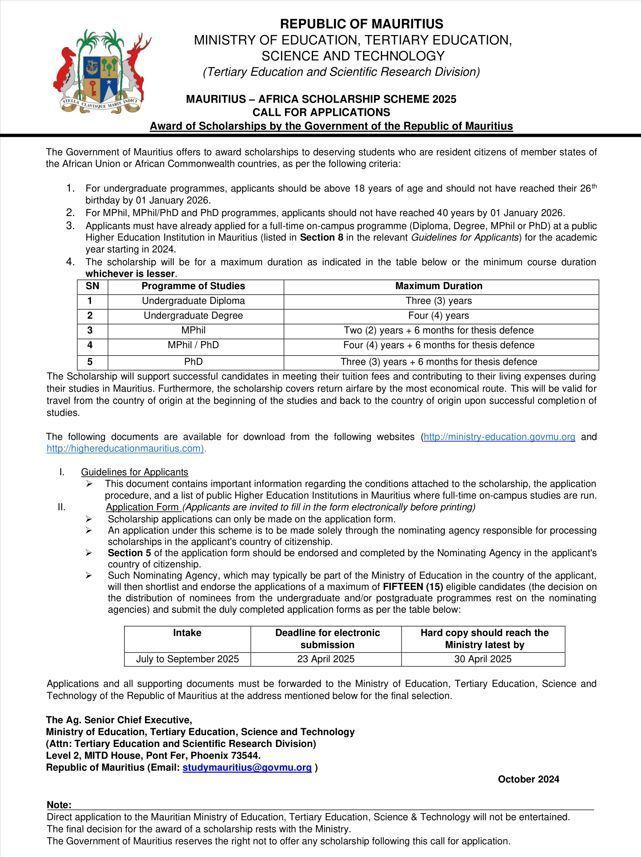 REPUBLIC OF MAURITIUS
MINISTRY OF EDUCATION, TERTIARY EDUCATION,
SCIENCE AND TECHNOLOGY
(Tertiary Education and Scientific Research Division)
MAURITIUS – AFRICA SCHOLARSHIP SCHEME 2025
CALL FOR APPLICATIONS
Award of Scholarships by the Government of the Republic of Mauritius
The Government of Mauritius offers to award scholarships to deserving students who are resident citizens of member states of
the African Union or African Commonwealth countries, as per the following criteria:
1. For undergraduate programmes, applicants should be above 18 years of age and should not have reached their 26th
birthday by 01 January 2026.
2. For MPhil, MPhil/PhD and PhD programmes, applicants should not have reached 40 years by 01 January 2026.
3. Applicants must have already applied for a full-time on-campus programme (Diploma, Degree, MPhil or PhD) at a public
Higher Education Institution in Mauritius (listed in Section 8 in the relevant Guidelines for Applicants) for the academic
year starting in 2024.
4. The scholarship will be for a maximum duration as indicated in the table below or the minimum course duration
whichever is lesser.
SN Programme of Studies Maximum Duration
1 Undergraduate Diploma Three (3) years
2 Undergraduate Degree Four (4) years
3 MPhil Two (2) years + 6 months for thesis defence
4 MPhil / PhD Four (4) years + 6 months for thesis defence
5 PhD Three (3) years + 6 months for thesis defence
The Scholarship will support successful candidates in meeting their tuition fees and contributing to their living expenses during
their studies in Mauritius. Furthermore, the scholarship covers return airfare by the most economical route. This will be valid for
travel from the country of origin at the beginning of the studies and back to the country of origin upon successful completion of
studies.
The following documents are available for download from the following websites (http://ministry-education.govmu.org and
http://highereducationmauritius.com).
I. Guidelines for Applicants
➢ This document contains important information regarding the conditions attached to the scholarship, the application
procedure, and a list of public Higher Education Institutions in Mauritius where full-time on-campus studies are run.
II. Application Form (Applicants are invited to fill in the form electronically before printing)
➢ Scholarship applications can only be made on the application form.
➢ An application under this scheme is to be made solely through the nominating agency responsible for processing
scholarships in the applicant's country of citizenship.
➢ Section 5 of the application form should be endorsed and completed by the Nominating Agency in the applicant's
country of citizenship.
➢ Such Nominating Agency, which may typically be part of the Ministry of Education in the country of the applicant,
will then shortlist and endorse the applications of a maximum of FIFTEEN (15) eligible candidates (the decision on
the distribution of nominees from the undergraduate and/or postgraduate programmes rest on the nominating
agencies) and submit the duly completed application forms as per the table below:
Intake Deadline for electronic submission Hard copy should reach the Ministry latest by
July to September 2025 23 April 2025 30 April 2025
Applications and all supporting documents must be forwarded to the Ministry of Education, Tertiary Education, Science and
Technology of the Republic of Mauritius at the address mentioned below for the final selection.
The Ag. Senior Chief Executive,
Ministry of Education, Tertiary Education, Science and Technology
(Attn: Tertiary Education and Scientific Research Division)
Level 2, MITD House, Pont Fer, Phoenix 73544.
Republic of Mauritius (Email: studymauritius@govmu.org )
October 2024
Note:
Direct application to the Mauritian Ministry of Education, Tertiary Education, Science & Technology will not be entertained.
The final decision for the award of a scholarship rests with the Ministry.
The Government of Mauritius reserves the right not to offer any scholarship following this call for application.